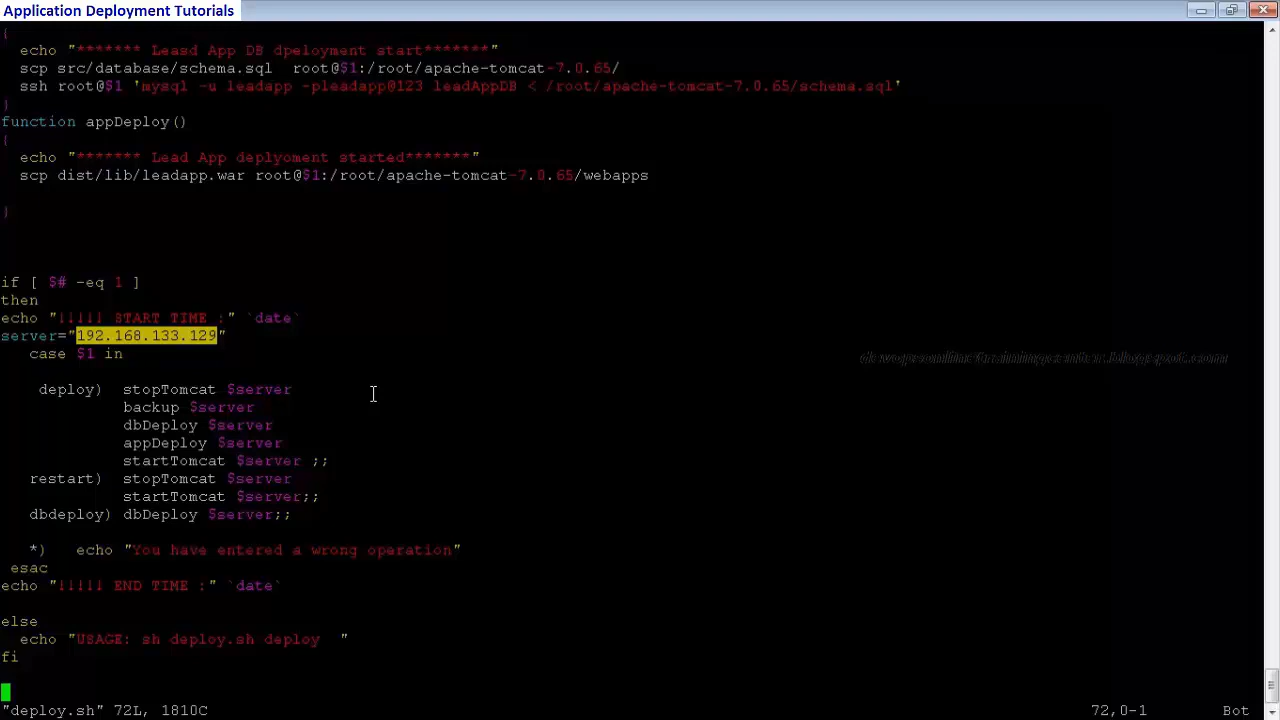 Application Deployment Tutorials
{
echo "******* Leasd App DB dpeloyment start*******"
scp src/database/schema.sql  root@$1:/root/apache-tomcat-7.0.65/
ssh root@$1 'mysql -u leadapp -pleadapp@123 leadAppDB < /root/apache-tomcat-7.0.65/schema.sql'
}
function appDeploy()
{
echo "******* Lead App deplyoment started*******"
scp dist/lib/leadapp.war root@$1:/root/apache-tomcat-7.0.65/webapps
}
if [ $# -eq 1 ]
then
echo "!!!!! START TIME :" `date`
server="192.168.133.129"
case $1 in
devopsonlinetrainingcenter.blogspot.com
deploy)  stopTomcat $server
backup $server
dbDeploy $server
appDeploy $server
startTomcat $server ;;
restart)  stopTomcat $server
startTomcat $server;;
dbdeploy) dbDeploy $server;;
*)   echo "You have entered a wrong operation"
esac
echo "!!!!! END TIME :" `date`
else
echo "USAGE: sh deploy.sh deploy  "
fi
"deploy.sh" 72L, 1810C 72,0-1 Bot